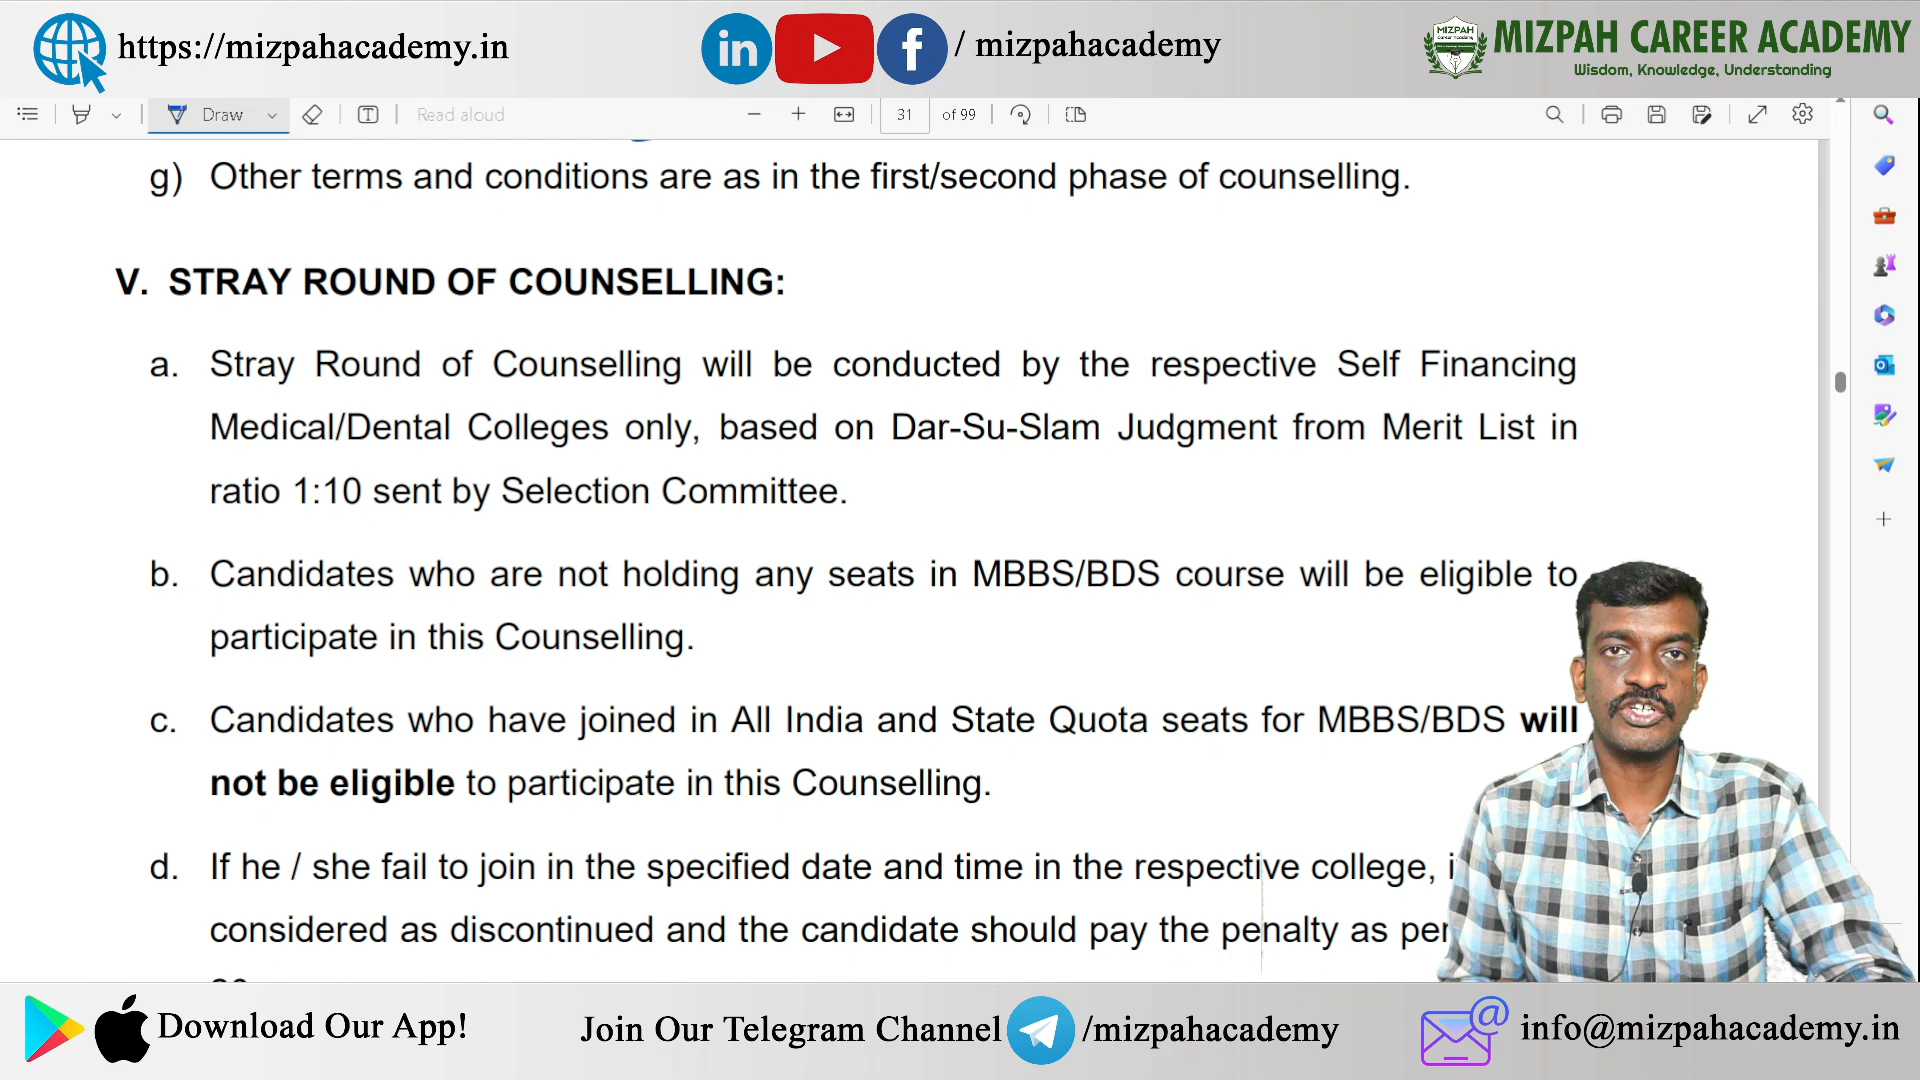 https://mizpahacademy.in
in f / mizpahacademy
MIZPAH Career Academy
MIZPAH CAREER ACADEMY
Wisdom, Knowledge, Understanding
Draw
Read aloud
31 of 99
g) Other terms and conditions are as in the first/second phase of counselling.
V. STRAY ROUND OF COUNSELLING:
a. Stray Round of Counselling will be conducted by the respective Self Financing
Medical/Dental Colleges only, based on Dar-Su-Slam Judgment from Merit List in
ratio 1:10 sent by Selection Committee.
b. Candidates who are not holding any seats in MBBS/BDS course will be eligible to
participate in this Counselling.
c. Candidates who have joined in All India and State Quota seats for MBBS/BDS will
not be eligible to participate in this Counselling.
d. If he / she fail to join in the specified date and time in the respective college,
considered as discontinued and the candidate should pay the penalty as per
Download Our App!
Join Our Telegram Channel /mizpahacademy
info@mizpahacademy.in